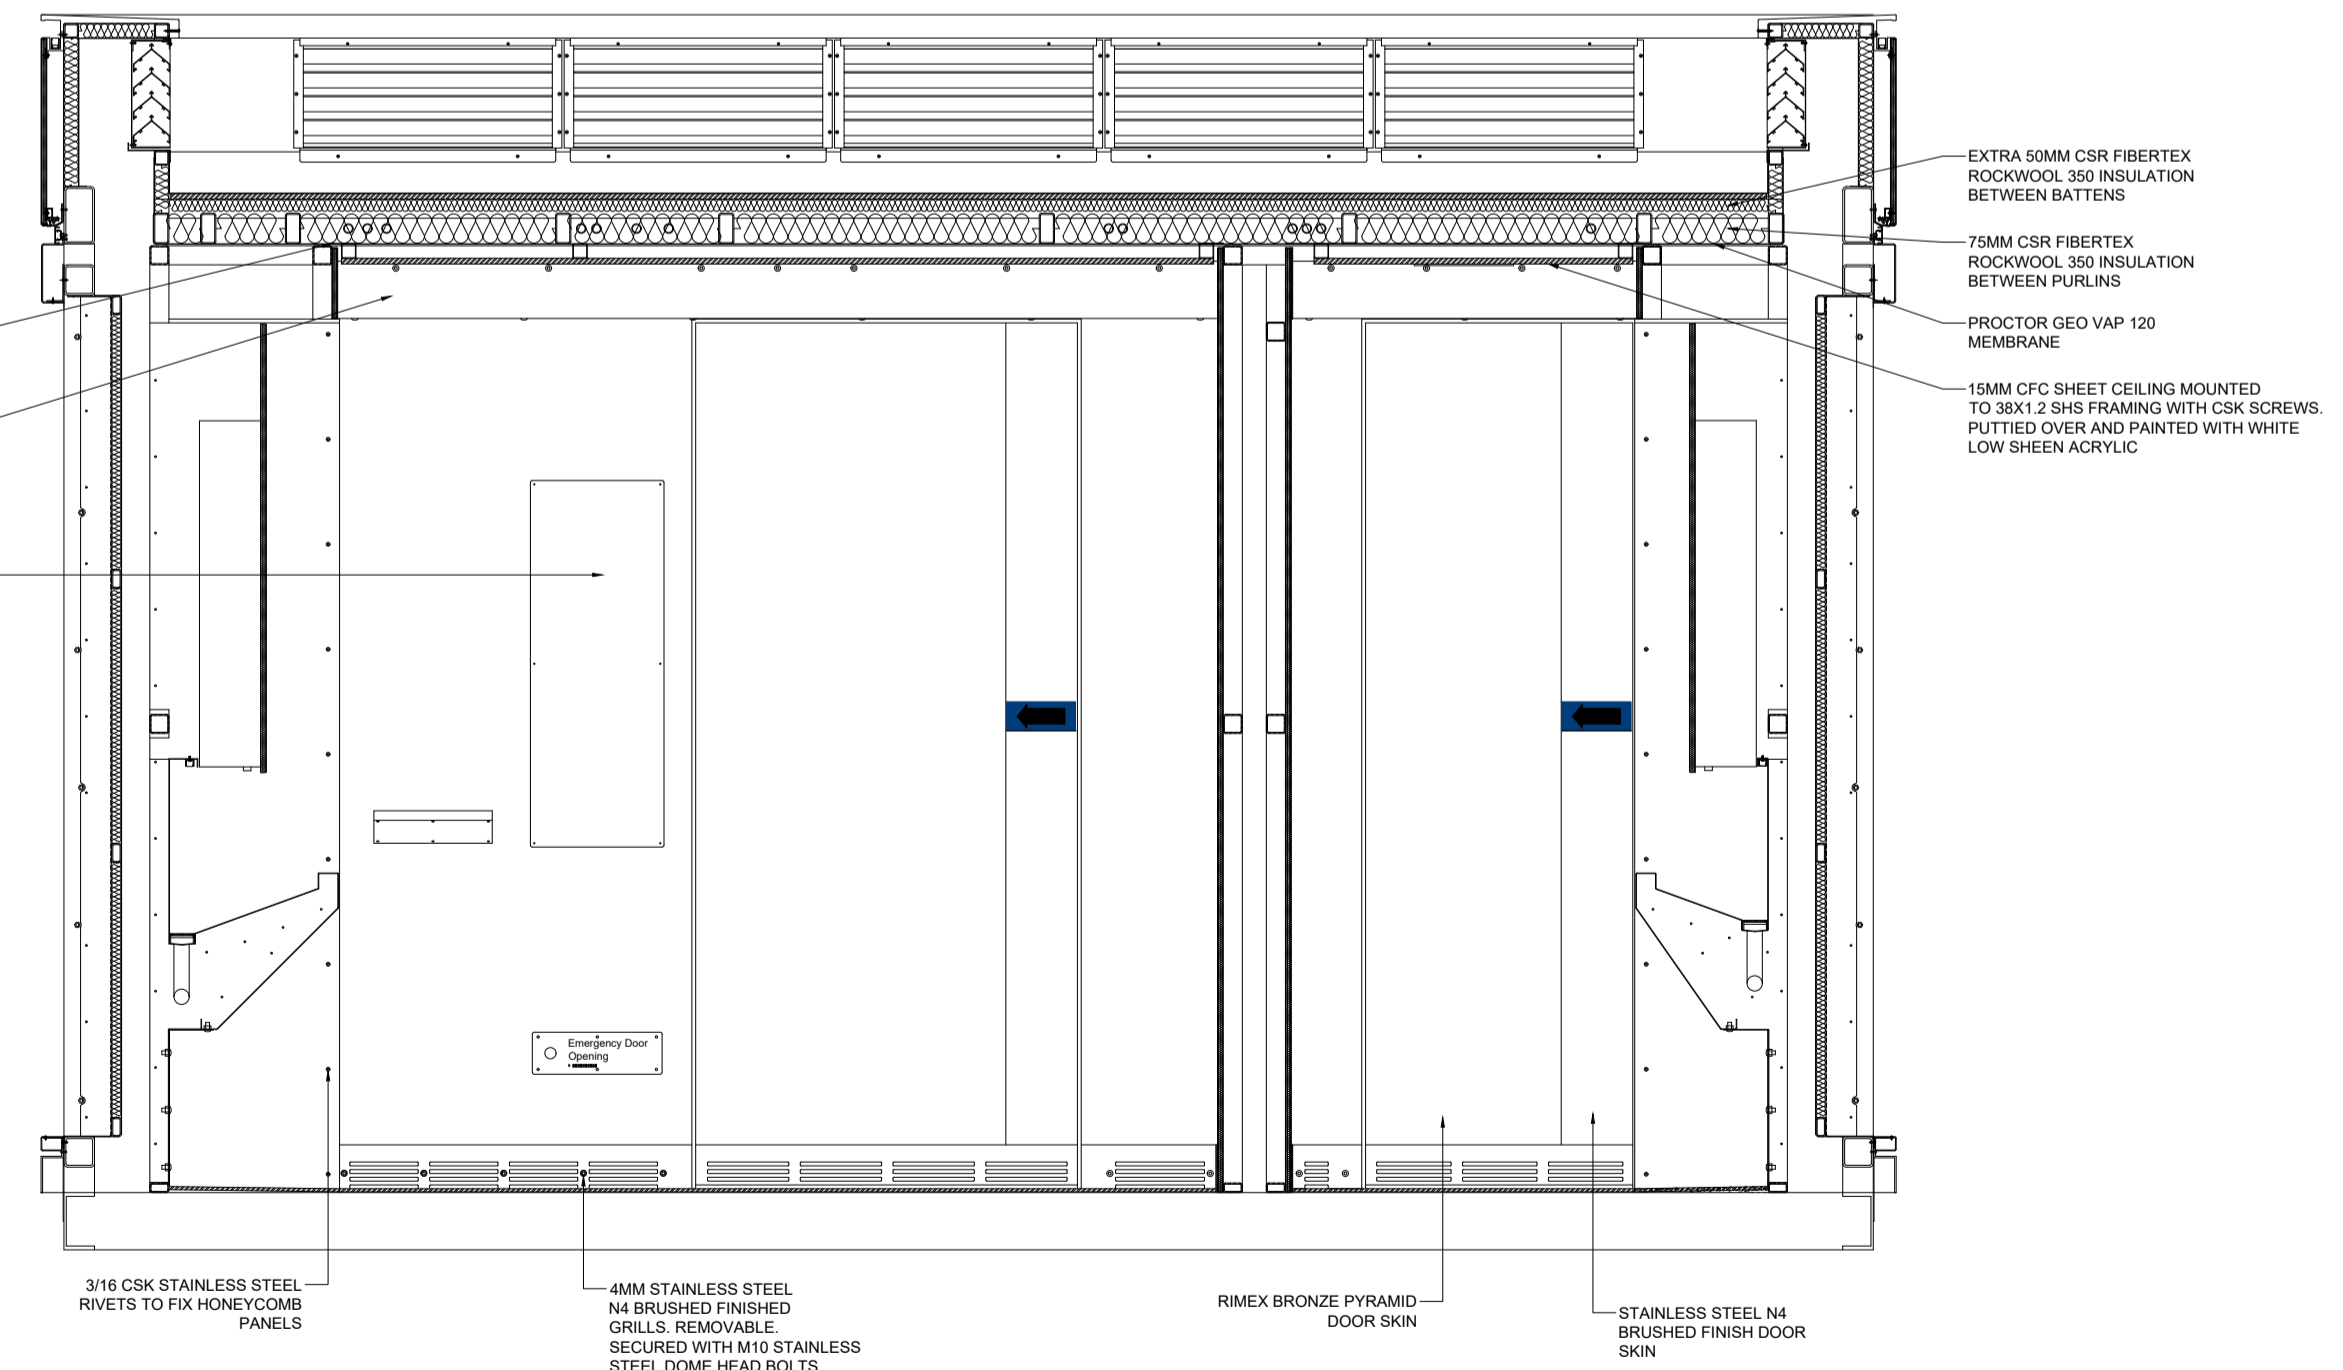 EXTRA 50MM CSR FIBERTEX
ROCKWOOL 350 INSULATION
BETWEEN BATTENS
75MM CSR FIBERTEX
ROCKWOOL 350 INSULATION
BETWEEN PURLINS
PROCTOR GEO VAP 120
MEMBRANE
15MM CFC SHEET CEILING MOUNTED
TO 38X1.2 SHS FRAMING WITH CSK SCREWS.
PUTTIED OVER AND PAINTED WITH WHITE
LOW SHEEN ACRYLIC
Emergency Door
Opening
3/16 CSK STAINLESS STEEL
RIVETS TO FIX HONEYCOMB
PANELS
4MM STAINLESS STEEL
N4 BRUSHED FINISHED
GRILLS. REMOVABLE.
SECURED WITH M10 STAINLESS
STEEL DOME HEAD BOLTS
RIMEX BRONZE PYRAMID
DOOR SKIN
STAINLESS STEEL N4
BRUSHED FINISH DOOR
SKIN